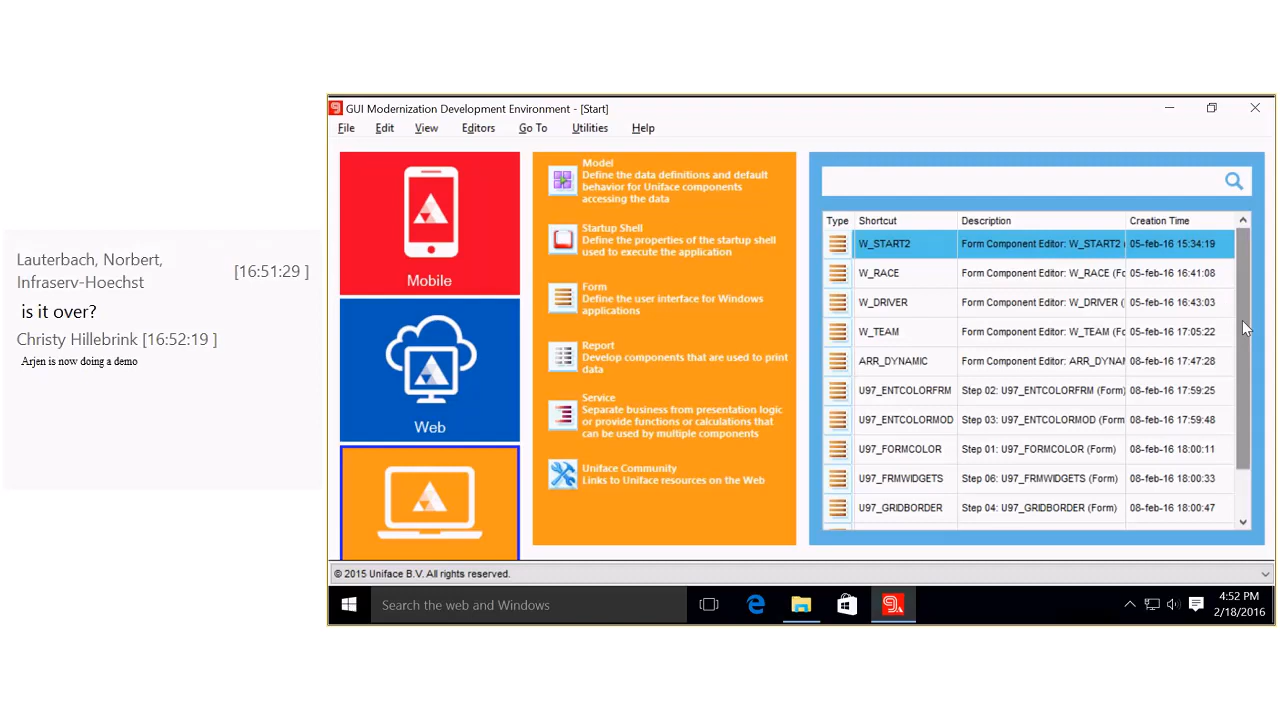 Lauterbach, Norbert,
Infraserv-Hoechst
[16:51:29 ]
is it over?
Christy Hillebrink [16:52:19 ]
Arjen is now doing a demo
GUI Modernization Development Environment - [Start]
File Edit View Editors Go To Utilities Help
Mobile
Web
Model
Define the data definitions and default
behavior for Uniface components
accessing the data
Startup Shell
Define the properties of the startup shell
used to execute the application
Form
Define the user interface for Windows
applications
Report
Develop components that are used to print
data
Service
Separate business from presentation logic
or provide functions or calculations that
can be used by multiple components
Uniface Community
Links to Uniface resources on the Web
Type Shortcut Description Creation Time
W_START2 Form Component Editor: W_START2 ( 05-feb-16 15:34:19
W_RACE Form Component Editor: W_RACE (Fo 05-feb-16 16:41:08
W_DRIVER Form Component Editor: W_DRIVER ( 05-feb-16 16:43:03
W_TEAM Form Component Editor: W_TEAM (Fo 05-feb-16 17:05:22
ARR_DYNAMIC Form Component Editor: ARR_DYNAM 08-feb-16 17:47:28
U97_ENTCOLORFRM Step 02: U97_ENTCOLORFRM (Form) 08-feb-16 17:59:25
U97_ENTCOLORMOD Step 03: U97_ENTCOLORMOD (Form) 08-feb-16 17:59:48
U97_FORMCOLOR Step 01: U97_FORMCOLOR (Form) 08-feb-16 18:00:11
U97_FRMWIDGETS Step 06: U97_FRMWIDGETS (Form) 08-feb-16 18:00:33
U97_GRIDBORDER Step 04: U97_GRIDBORDER (Form) 08-feb-16 18:00:47
© 2015 Uniface B.V. All rights reserved.
Search the web and Windows
4:52 PM
2/18/2016